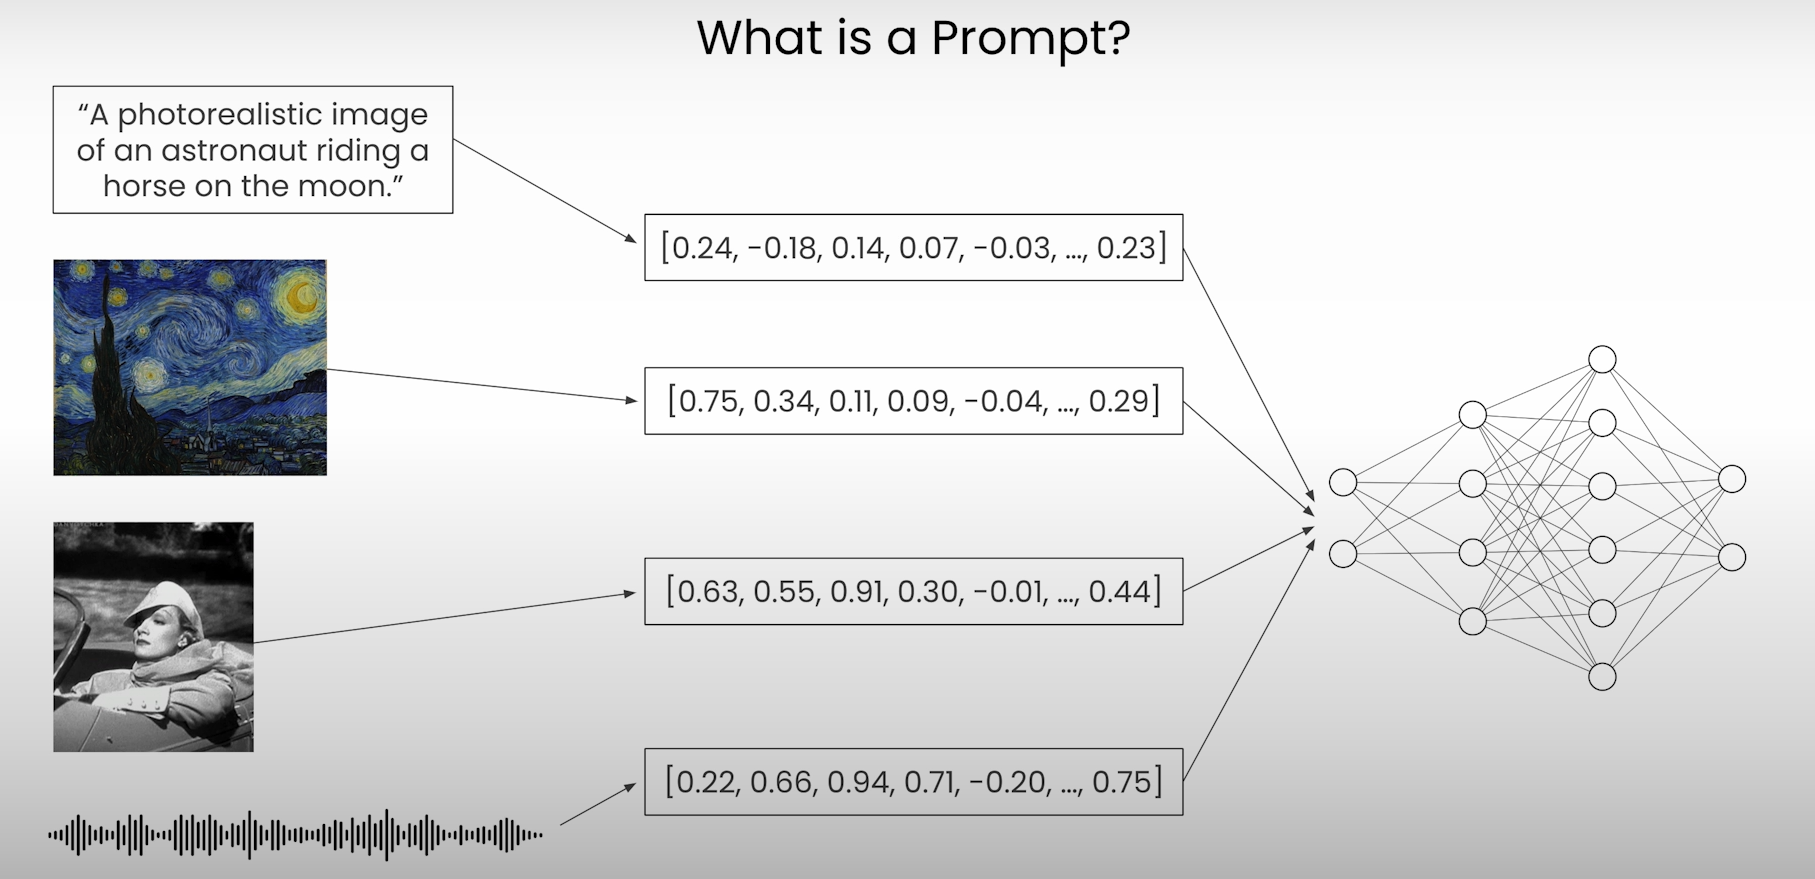 What is a Prompt?
“A photorealistic image
of an astronaut riding a
horse on the moon.”
[0.24, -0.18, 0.14, 0.07, -0.03, ..., 0.23]
[0.75, 0.34, 0.11, 0.09, -0.04, ..., 0.29]
[0.63, 0.55, 0.91, 0.30, -0.01, ..., 0.44]
[0.22, 0.66, 0.94, 0.71, -0.20, ..., 0.75]